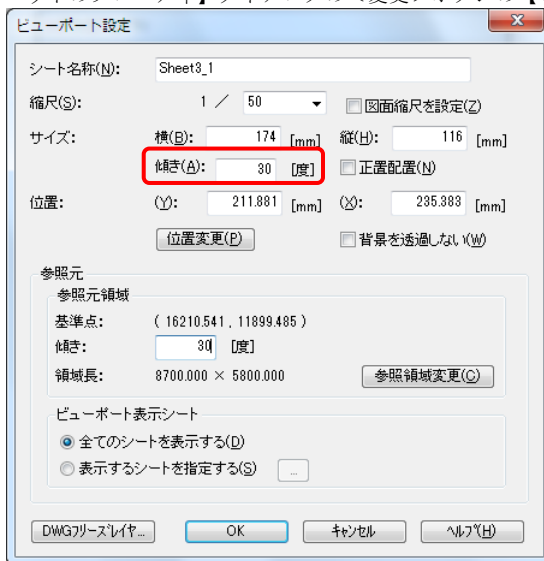 ビューポート設定
シート名称(N): Sheet3_1
縮尺(S): 1 ／ 50 図面縮尺を設定(Z)
サイズ: 横(B): 174 [mm] 縦(H): 116 [mm]
傾き(A): 30 [度] 正置配置(N)
位置: (Y): 211.881 [mm] (X): 235.383 [mm]
位置変更(P) 背景を透過しない(W)
参照元
参照元領域
基準点: ( 16210.541 , 11899.485 )
傾き: 30 [度]
領域長: 8700.000 × 5800.000 参照領域変更(C)
ビューポート表示シート
全てのシートを表示する(D)
表示するシートを指定する(S) ...
DWGフリーズレイヤ... OK キャンセル ヘルプ(H)